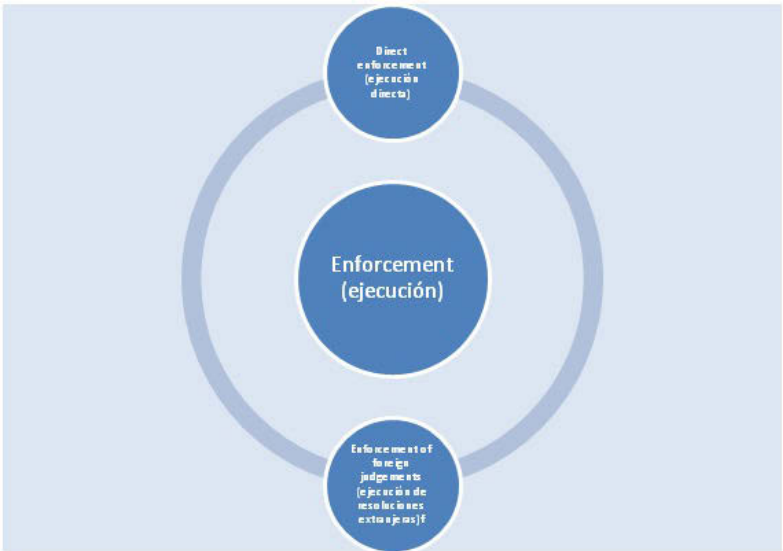 Direct
enforcement
(ejecución
directa)
Enforcement
(ejecución)
Enforcement of
foreign
judgements
(ejecución de
resoluciones
extranjeras)f